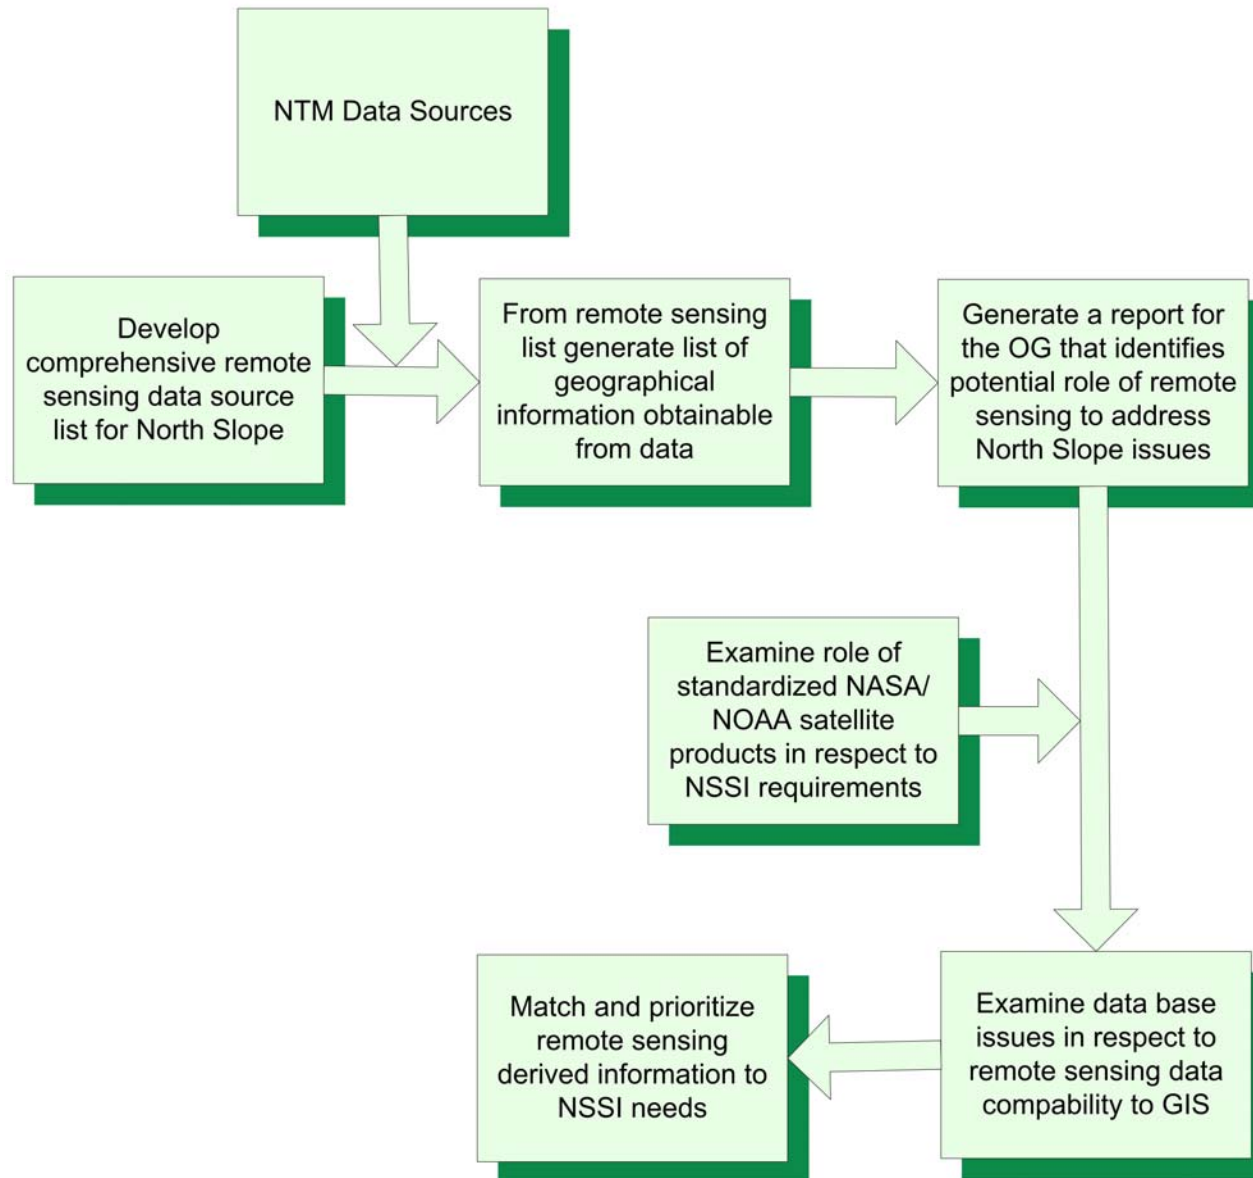 NTM Data Sources
Develop
comprehensive remote
sensing data source
list for North Slope
From remote sensing
list generate list of
geographical
information obtainable
from data
Generate a report for
the OG that identifies
potential role of remote
sensing to address
North Slope issues
Examine role of
standardized NASA/
NOAA satellite
products in respect to
NSSI requirements
Examine data base
issues in respect to
remote sensing data
compability to GIS
Match and prioritize
remote sensing
derived information to
NSSI needs